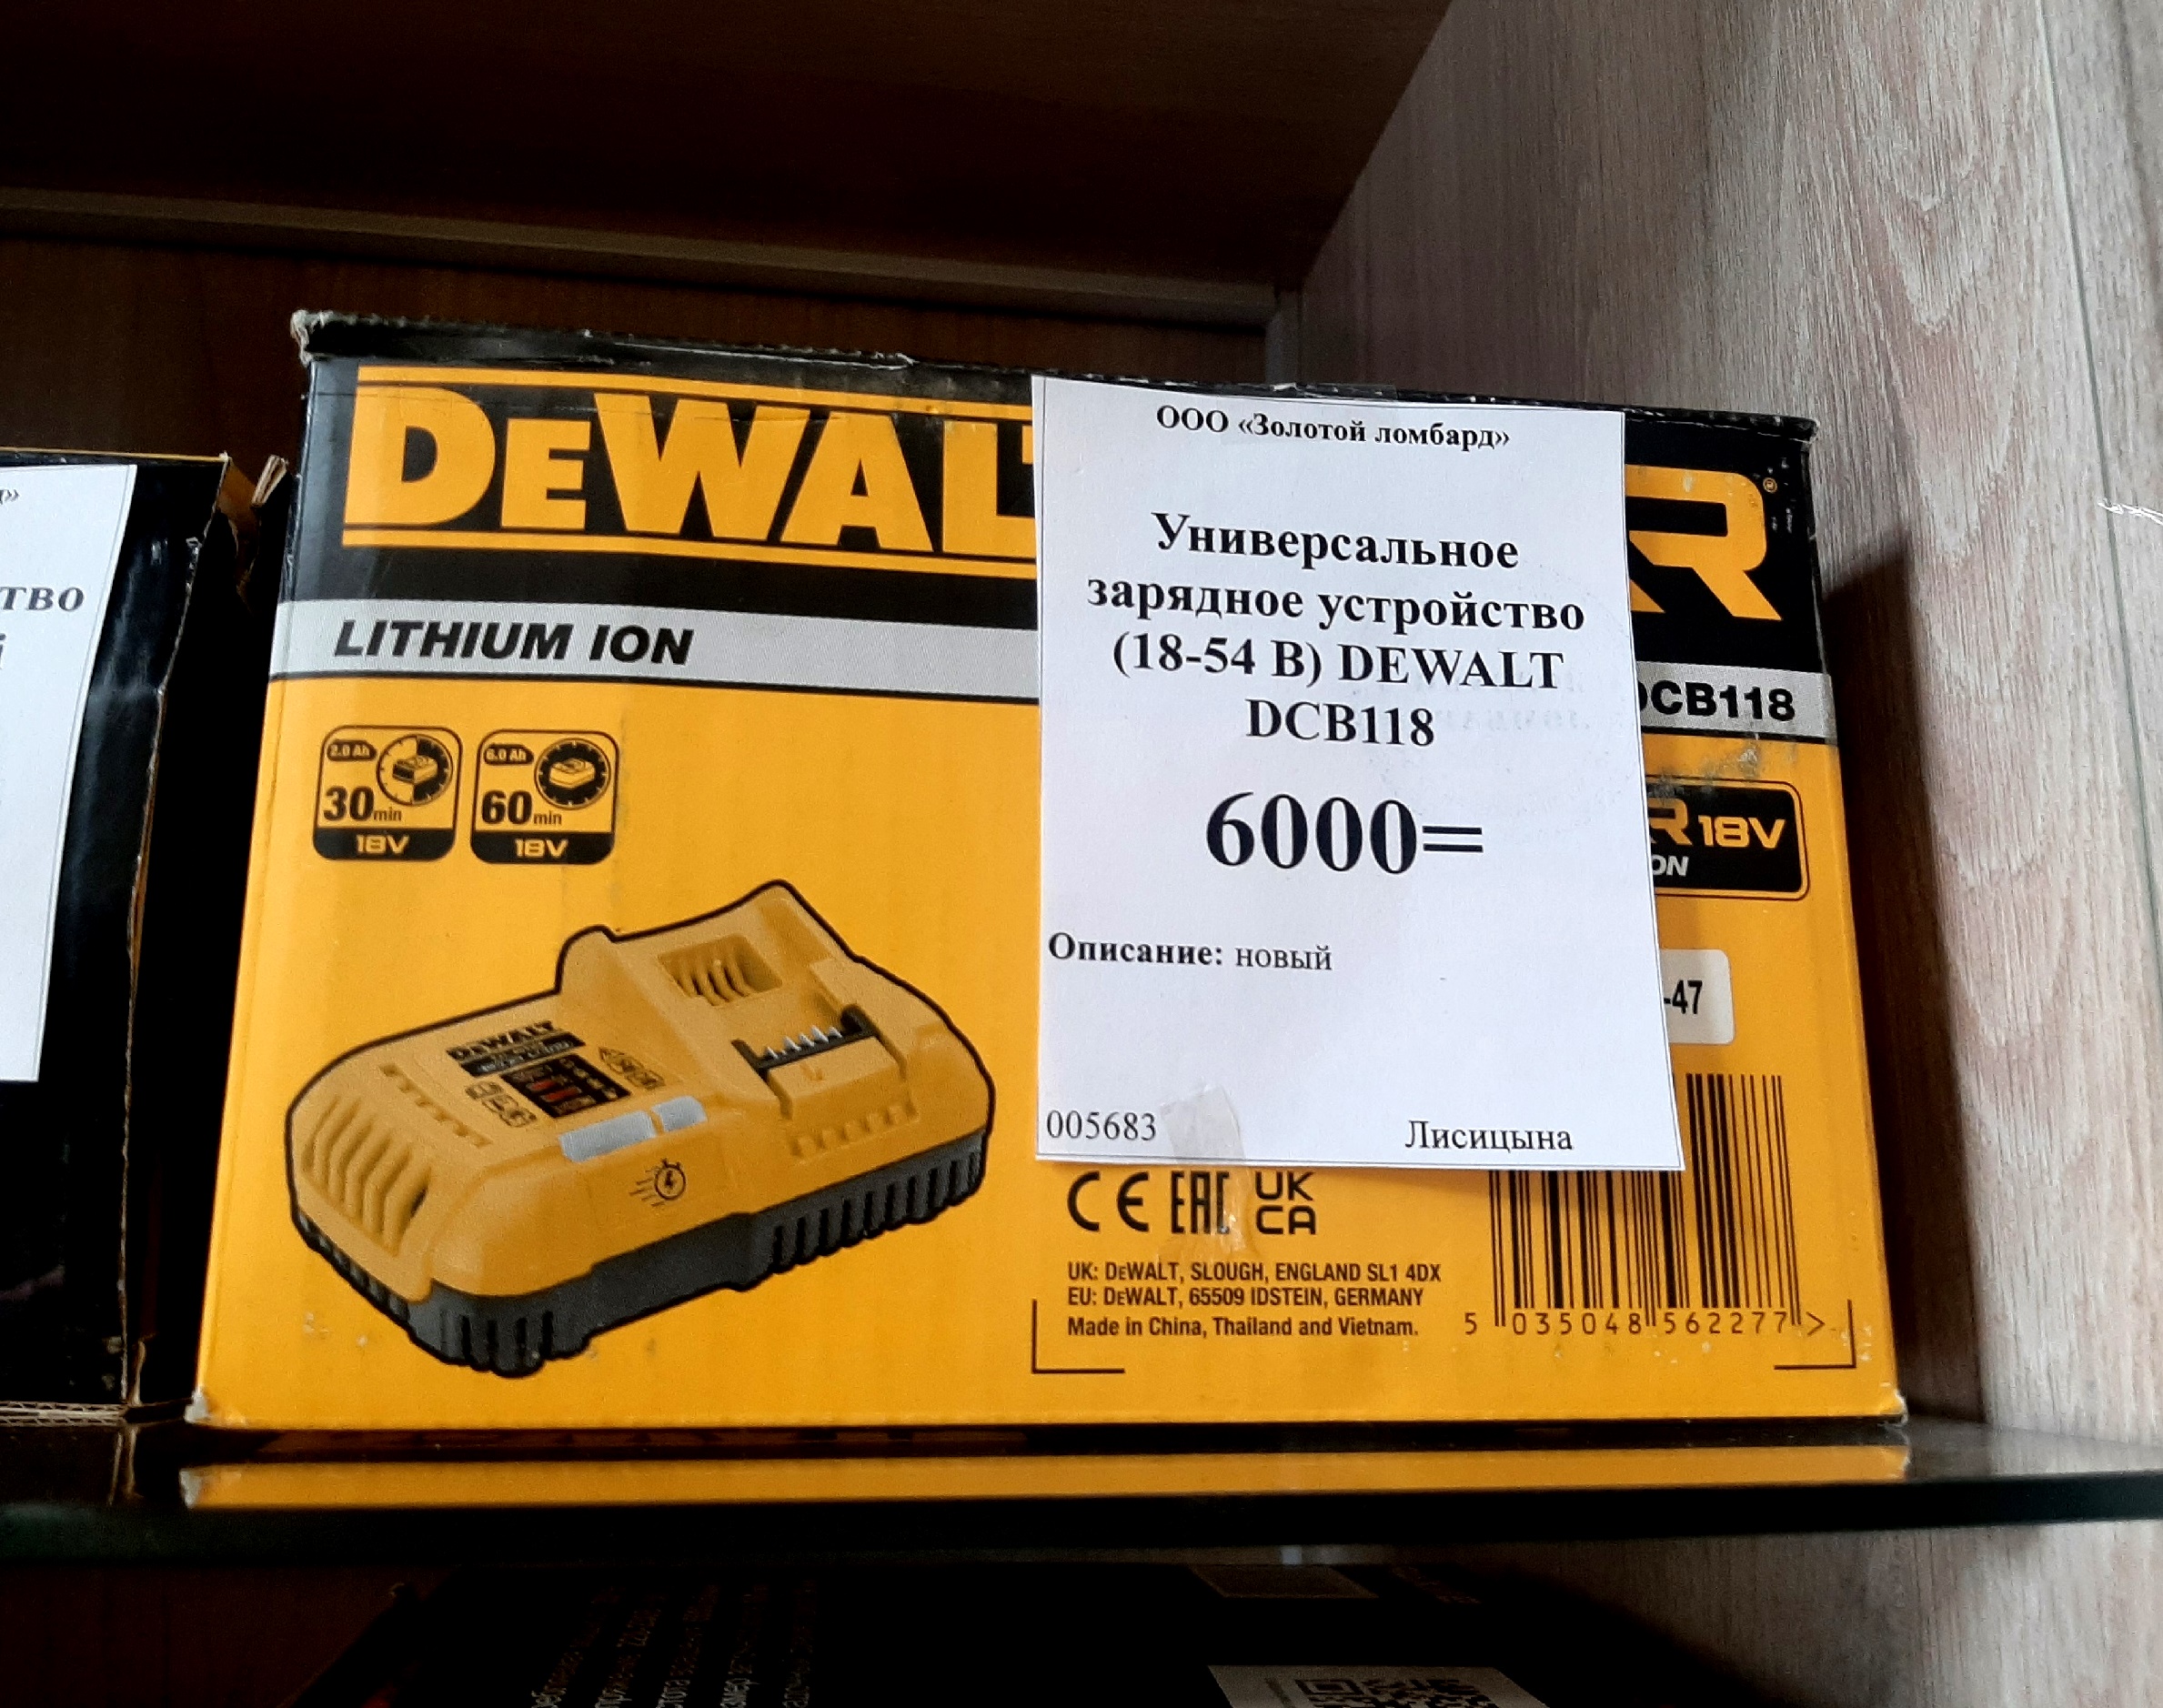 DEWALT
R
LITHIUM ION
DCB118
2.0 Ah
30 min
18V
6.0 Ah
60 min
18V
R 18V
ION
-47
ООО «Золотой ломбард»
Универсальное
зарядное устройство
(18-54 В) DEWALT
DCB118
6000=
Описание: новый
005683 Лисицына
DEWALT
CE EAC UK
CA
UK: DEWALT, SLOUGH, ENGLAND SL1 4DX
EU: DEWALT, 65509 IDSTEIN, GERMANY
Made in China, Thailand and Vietnam.
5 035048 562277 >
тво